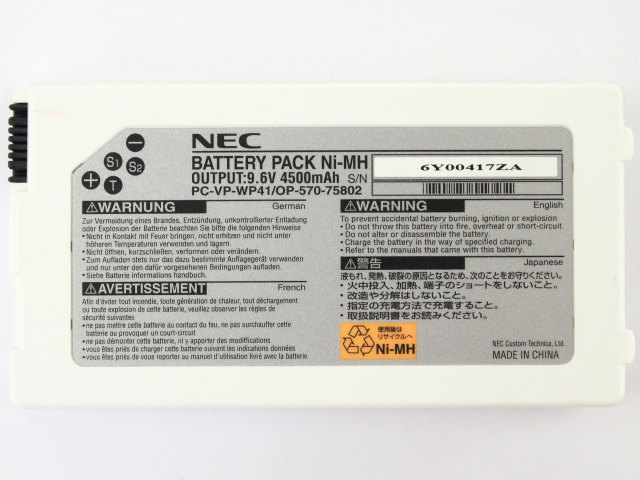 NEC
BATTERY PACK Ni-MH
OUTPUT:9.6V 4500mAh S/N
6Y00417ZA
PC-VP-WP41/OP-570-75802
−
S1 S2
+ T
WARNUNG German
Zur Vermeidung eines Brandes, Entzündung, unkontrollierter Entladung
oder Explosion der Batterie beachten Sie bitte die folgenden Hinweise
• Nicht in Kontakt mit Feuer bringen, nicht verbrennen und nicht unter
höheren Temperaturen verwenden und lagern.
• Nicht öffnen, kurzschließen, verformen oder verändern.
• Zum Aufladen stets nur das dazu bestimmte Aufladegerät verwenden
und nur unter den dafür vorgesehenen Bedingungen aufladen.
• Siehe Batterie informations handbuch.
AVERTISSEMENT French
Afin d'éviter tout incendie, toute génération de chaleur, tout déchargement
ou toute explosion de cette batterie, veuillez observer les règles de
sécurité suivantes
• ne pas mettre cette batterie au contact du feu, ne pas surchauffer
cette batterie ou provoquer un court-circuit
• ne pas démonter cette batterie, ni y apporter des modifications
• vous êtes prié de charger cette batterie selon les instructions
• vous êtes prié de vous reporter au manuel d'utilisation livré avec la batterie
WARNING English
To prevent accidental battery burning, ignition or explosion
• Do not throw this battery into fire, overheat or short-circuit.
• Do not alter or disassemble the battery.
• Charge the battery in the way of specified charging.
• Refer to the manuals that came with this battery.
警告 Japanese
液もれ、発熱、破裂の原因となるため、次のことをお守りください。
・火中投入、加熱、端子のショートをしないこと。
・改造や分解はしないこと。
・指定の充電方法で充電すること。
・取扱説明書をお読みください。
使用後は
リサイクルへ
Ni-MH
NEC Custom Technica, Ltd.
MADE IN CHINA